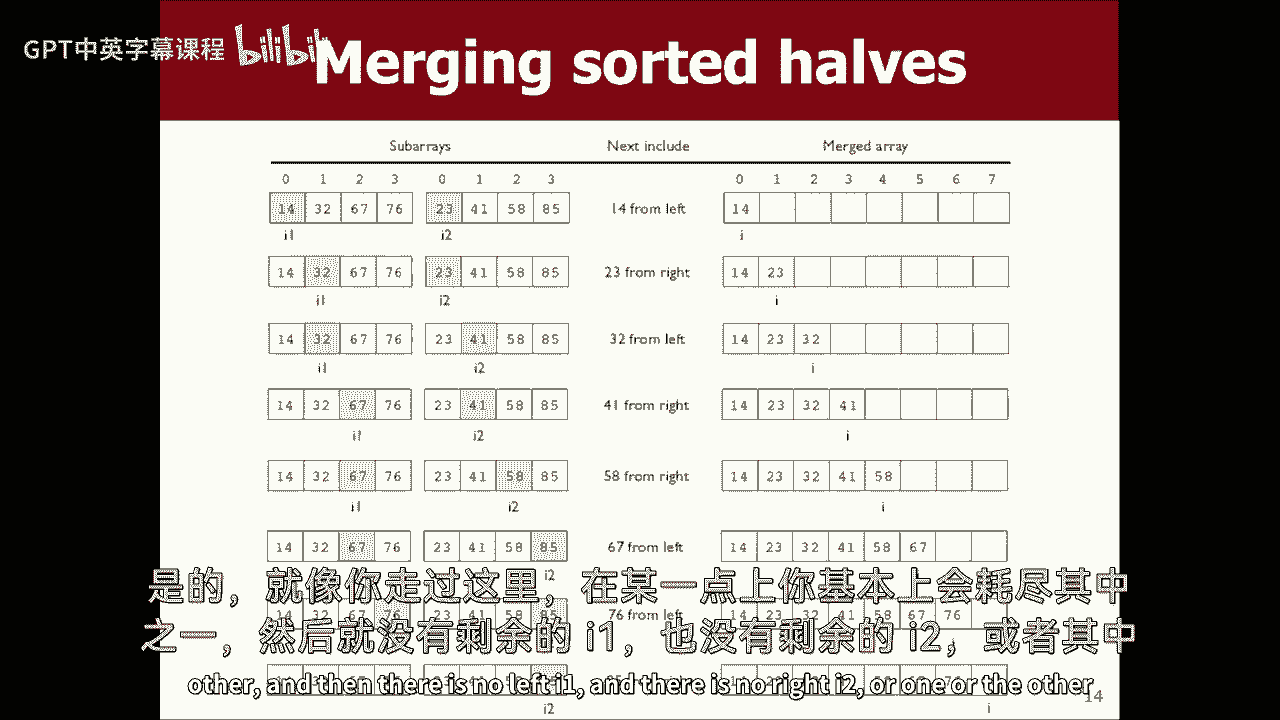 GPT中英字幕课程 bilibili
Merging sorted halves
Subarrays Next include Merged array
0 1 2 3 0 1 2 3 0 1 2 3 4 5 6 7
14 32 67 76 23 41 58 85 14 from left 14
i1 i2 i
14 32 67 76 23 41 58 85 23 from right 14 23
i1 i2 i
14 32 67 76 23 41 58 85 32 from left 14 23 32
i1 i2 i
14 32 67 76 23 41 58 85 41 from right 14 23 32 41
i1 i2 i
14 32 67 76 23 41 58 85 58 from right 14 23 32 41 58
i1 i2 i
14 32 67 76 23 41 58 85 67 from left 14 23 32 41 58 67
i2
是的，就像你走过这里，在某一点上你基本上会耗尽其中
14 32 67 76 23 41 58 85 76 from left 14 23 32 41 58 67 76
之一，然后就没有剩余的 i1，也没有剩余的 i2，或者其中
other, and then there is no left i1, and there is no right i2, or one or the other
14
i2 i